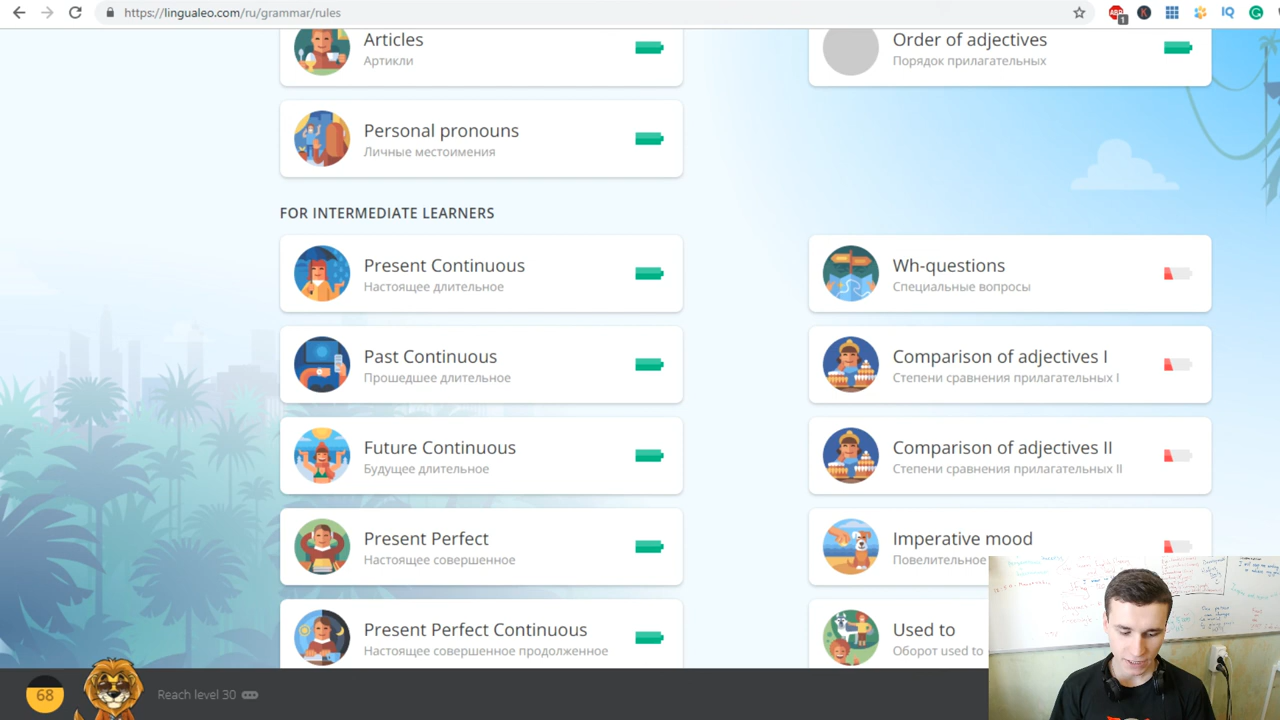 https://lingualeo.com/ru/grammar/rules
ABP
1
K
IQ
G
Articles
Артикли
Order of adjectives
Порядок прилагательных
Personal pronouns
Личные местоимения
FOR INTERMEDIATE LEARNERS
Present Continuous
Настоящее длительное
Wh-questions
Специальные вопросы
Past Continuous
Прошедшее длительное
Comparison of adjectives I
Степени сравнения прилагательных I
Future Continuous
Будущее длительное
Comparison of adjectives II
Степени сравнения прилагательных II
Present Perfect
Настоящее совершенное
Imperative mood
Повелительное
Present Perfect Continuous
Настоящее совершенное продолженное
Used to
Оборот used to
68
Reach level 30